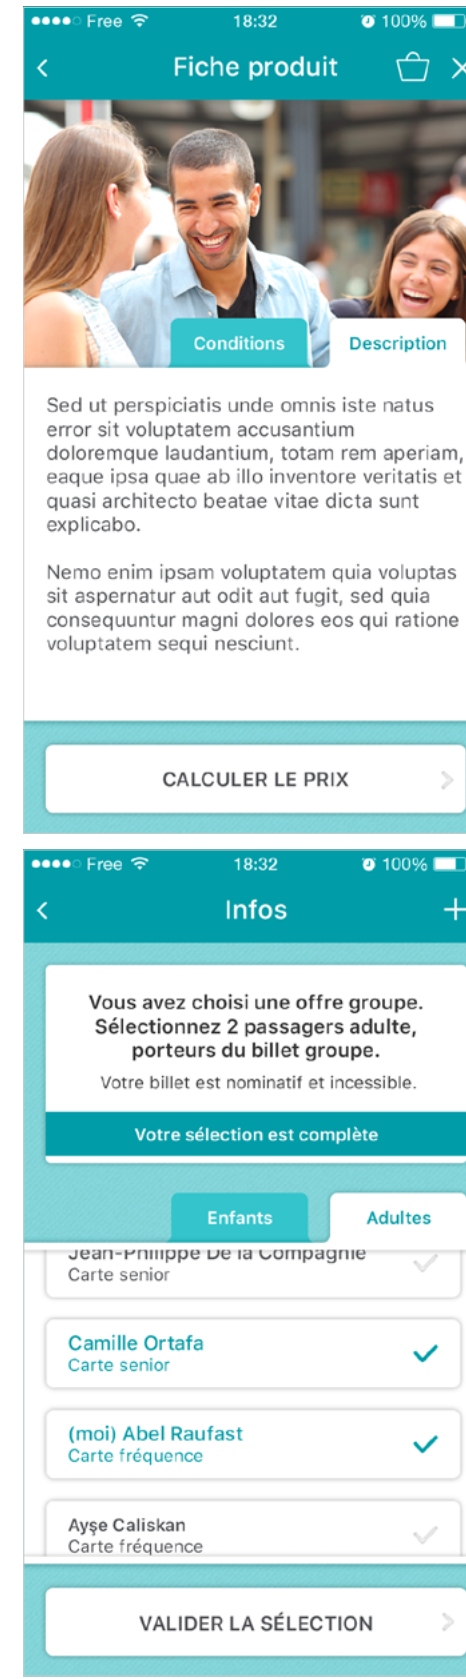 Free 18:32 100%
Fiche produit
Conditions Description
Sed ut perspiciatis unde omnis iste natus
error sit voluptatem accusantium
doloremque laudantium, totam rem aperiam,
eaque ipsa quae ab illo inventore veritatis et
quasi architecto beatae vitae dicta sunt
explicabo.
Nemo enim ipsam voluptatem quia voluptas
sit aspernatur aut odit aut fugit, sed quia
consequuntur magni dolores eos qui ratione
voluptatem sequi nesciunt.
CALCULER LE PRIX
Free 18:32 100%
Infos
Vous avez choisi une offre groupe.
Sélectionnez 2 passagers adulte,
porteurs du billet groupe.
Votre billet est nominatif et incessible.
Votre sélection est complète
Enfants Adultes
Jean-Philippe De la Compagnie
Carte senior
Camille Ortafa
Carte senior
(moi) Abel Raufast
Carte fréquence
Ayşe Caliskan
Carte fréquence
VALIDER LA SÉLECTION